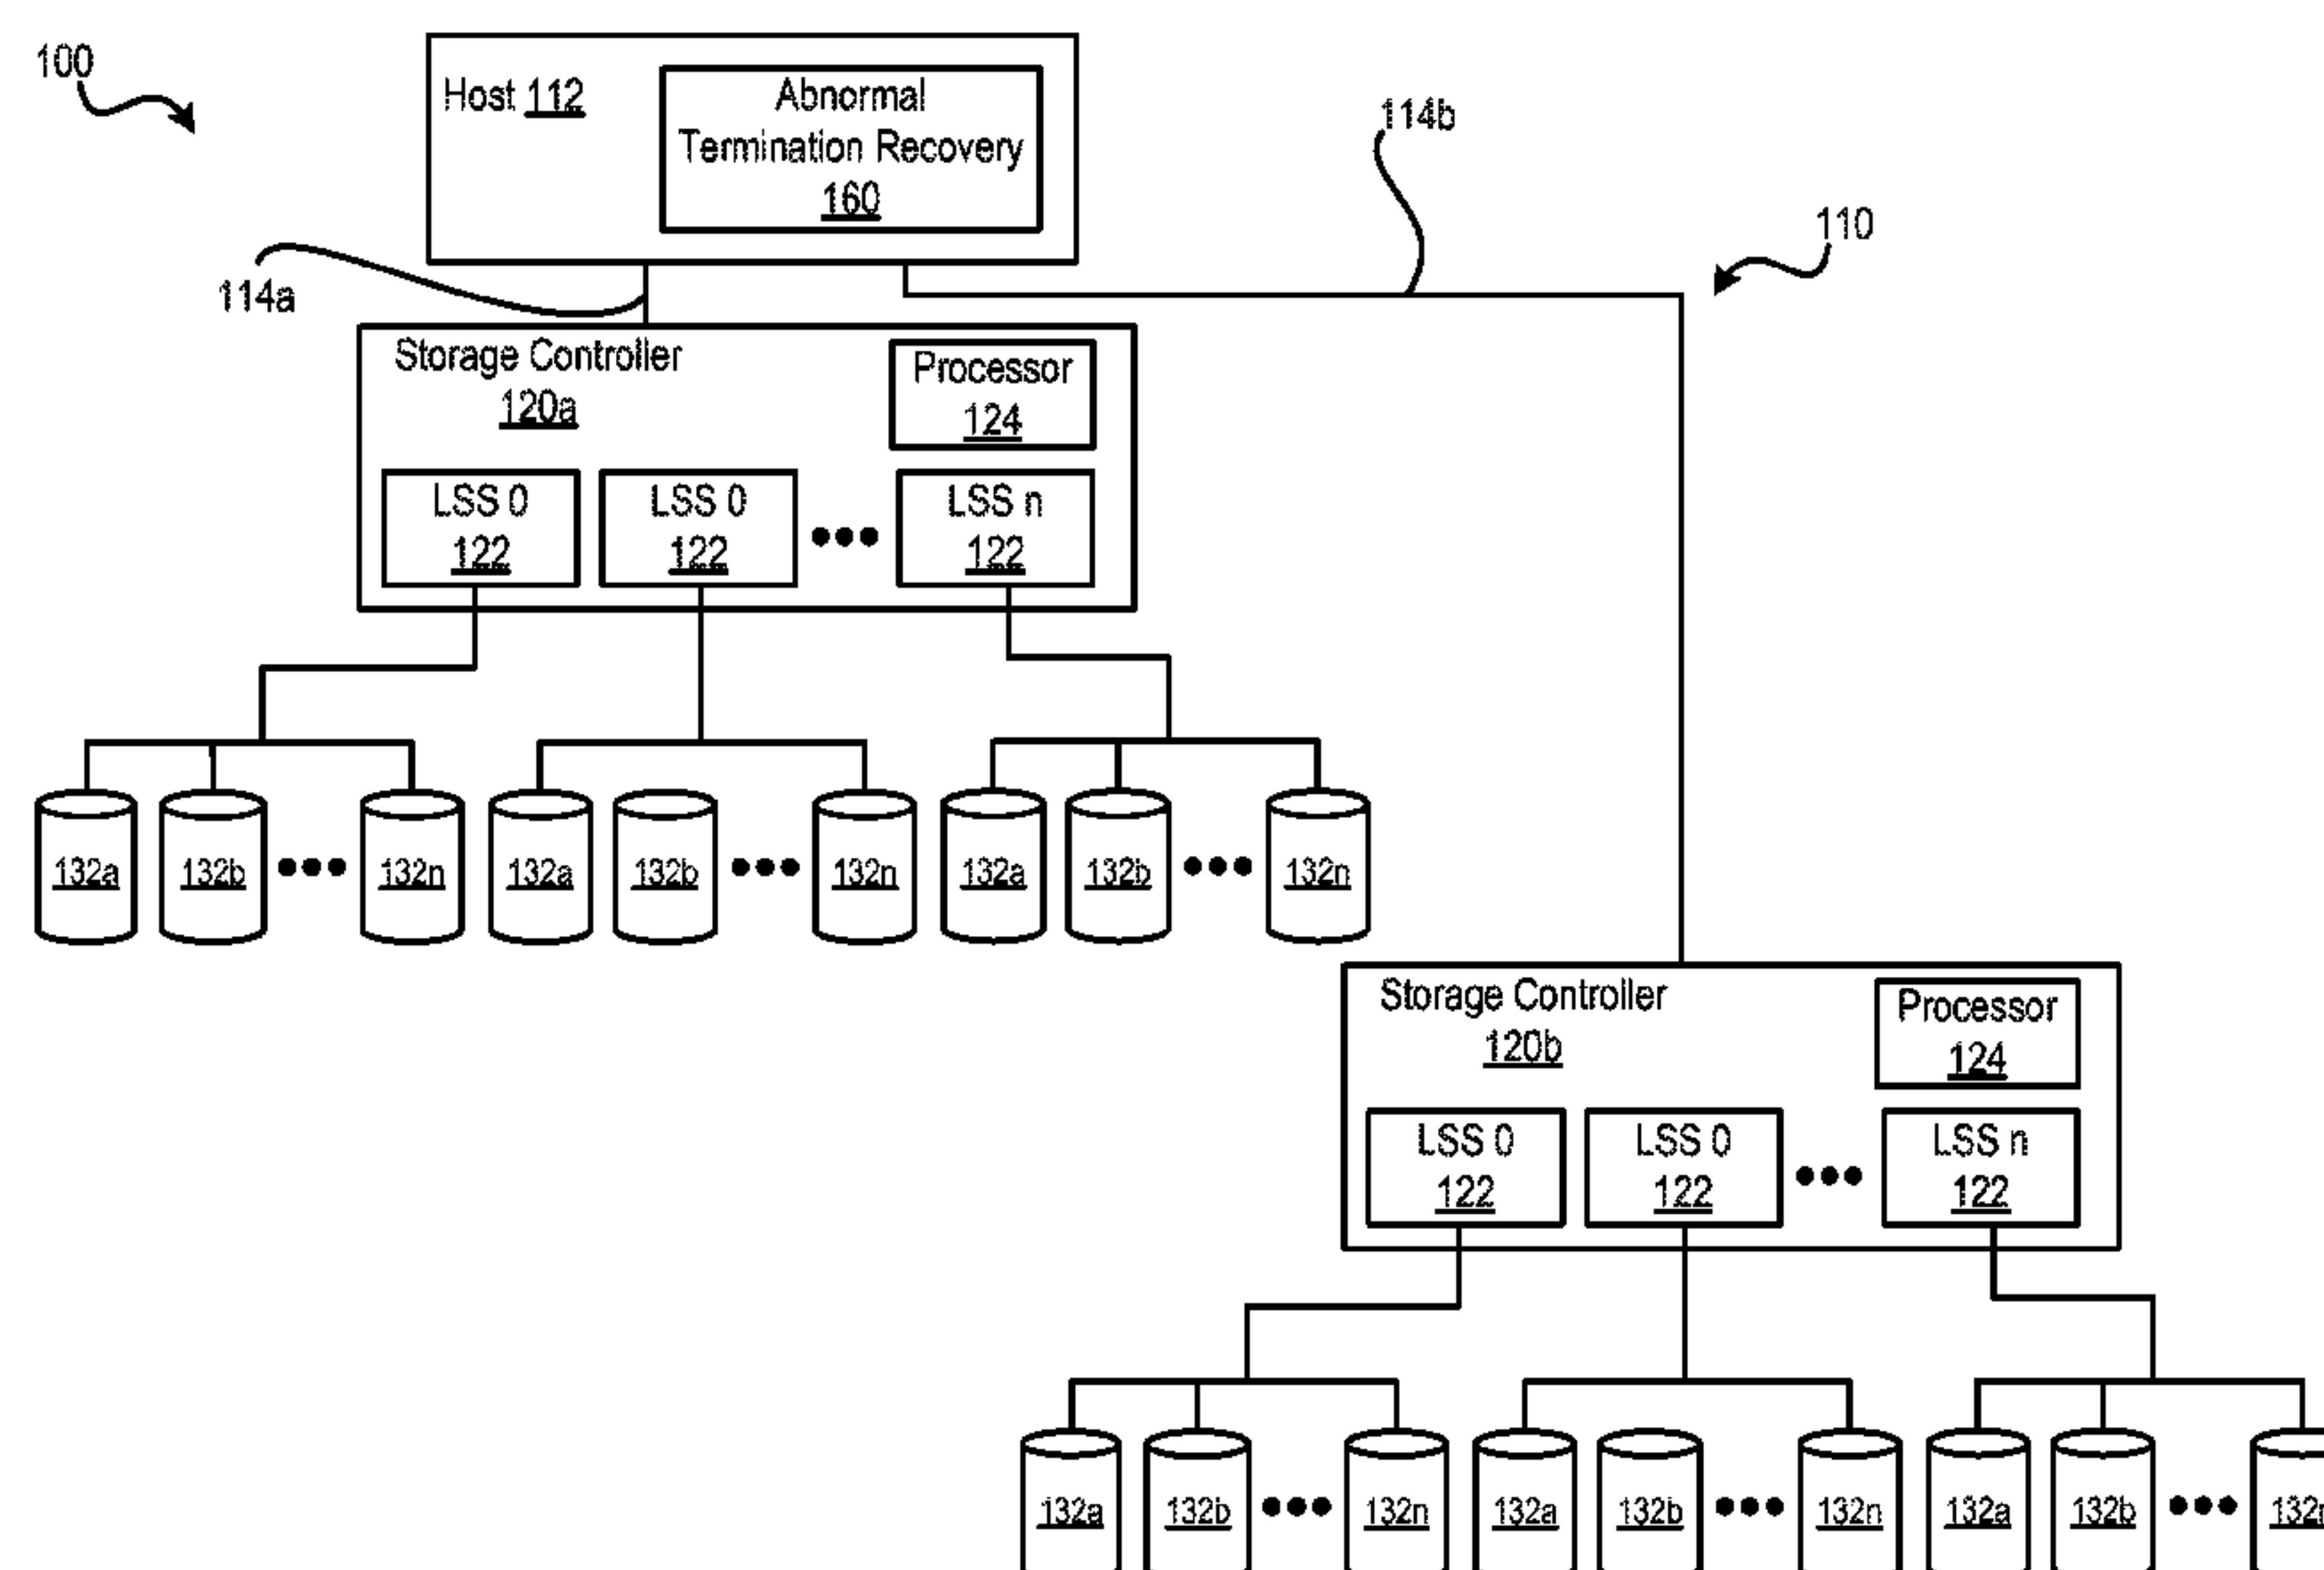 100
Host 112
Abnormal
Termination Recovery
160
114b
110
114a
Storage Controller
120a
Processor
124
LSS 0
122
LSS 0
122
LSS n
122
132a
132b
132n
132a
132b
132n
132a
132b
132n
Storage Controller
120b
Processor
124
LSS 0
122
LSS 0
122
LSS n
122
132a
132b
132n
132a
132b
132n
132a
132b